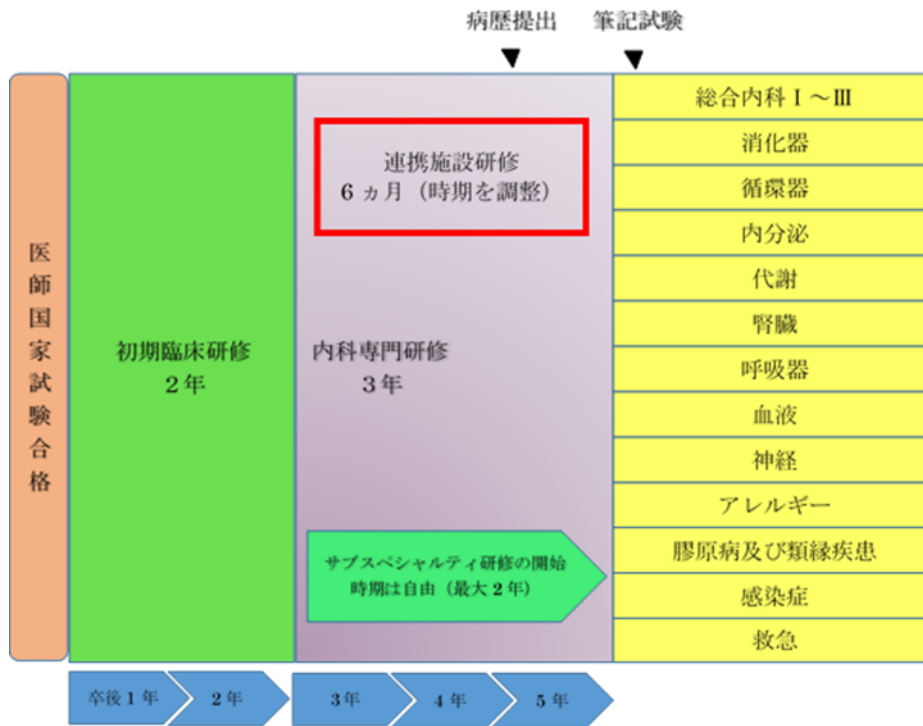 病歴提出
筆記試験
医師国家試験合格
初期臨床研修
2年
連携施設研修
6ヵ月（時期を調整）
内科専門研修
3年
サブスペシャルティ研修の開始
時期は自由（最大2年）
総合内科Ⅰ～Ⅲ
消化器
循環器
内分泌
代謝
腎臓
呼吸器
血液
神経
アレルギー
膠原病及び類縁疾患
感染症
救急
卒後1年
2年
3年
4年
5年